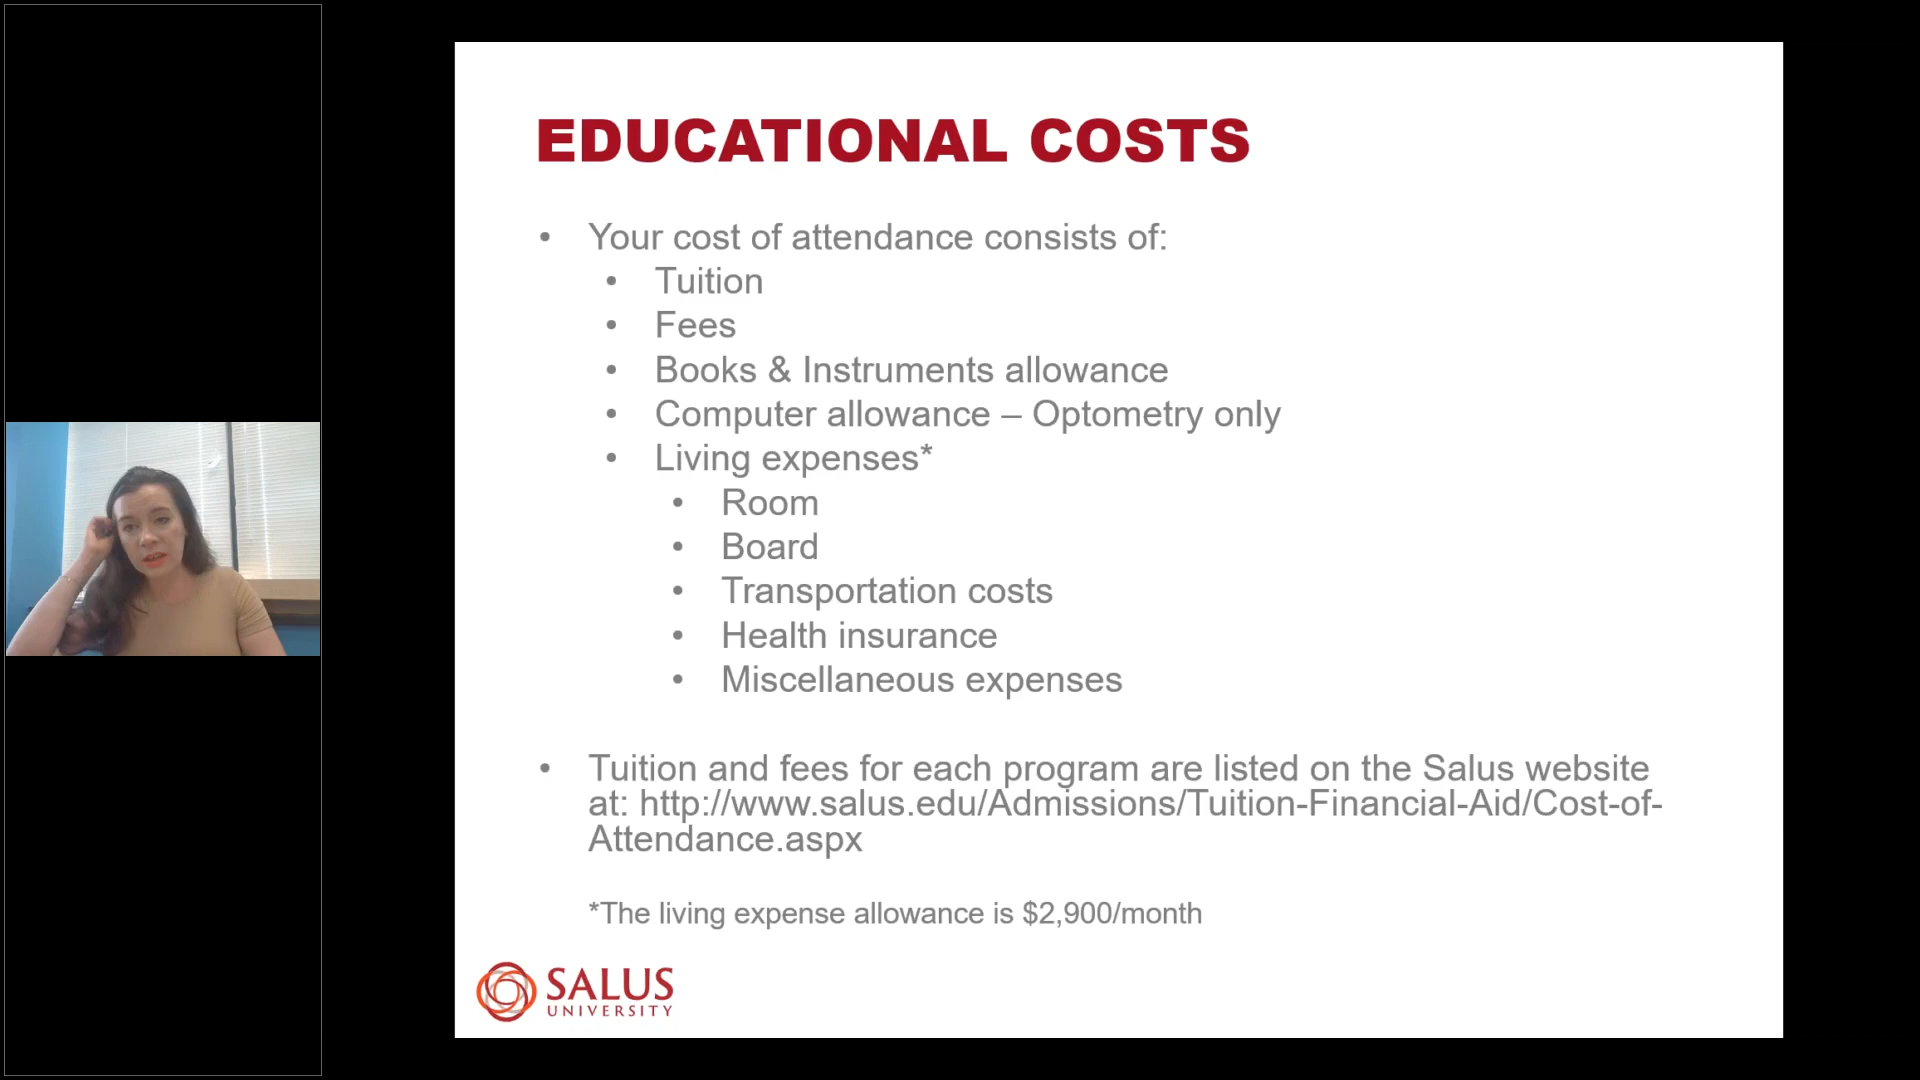 EDUCATIONAL COSTS
• Your cost of attendance consists of:
• Tuition
• Fees
• Books & Instruments allowance
• Computer allowance – Optometry only
• Living expenses*
• Room
• Board
• Transportation costs
• Health insurance
• Miscellaneous expenses
• Tuition and fees for each program are listed on the Salus website
at: http://www.salus.edu/Admissions/Tuition-Financial-Aid/Cost-of-
Attendance.aspx
*The living expense allowance is $2,900/month
SALUS
UNIVERSITY